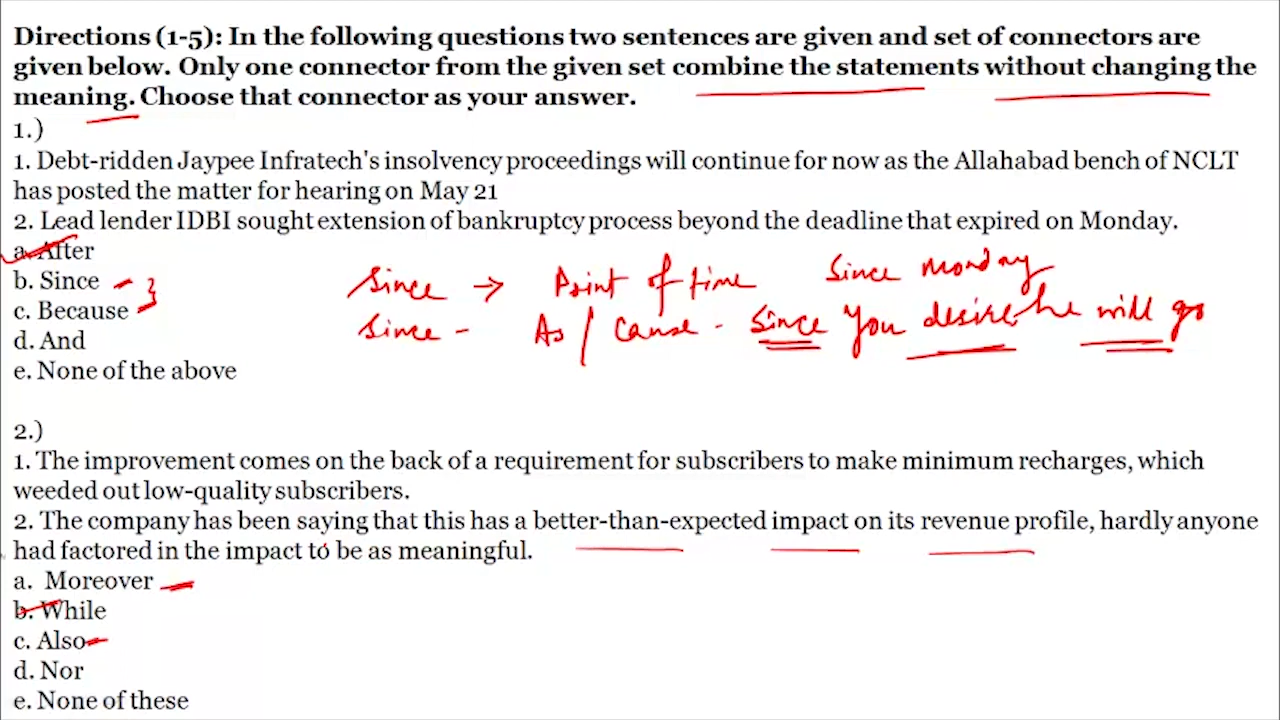 Directions (1-5): In the following questions two sentences are given and set of connectors are
given below. Only one connector from the given set combine the statements without changing the
meaning. Choose that connector as your answer.
1.)
1. Debt-ridden Jaypee Infratech's insolvency proceedings will continue for now as the Allahabad bench of NCLT
has posted the matter for hearing on May 21
2. Lead lender IDBI sought extension of bankruptcy process beyond the deadline that expired on Monday.
a. After
b. Since
c. Because
d. And
e. None of the above
Since → Point of time Since Monday
Since - As / Cause - Since you desire he will go
2.)
1. The improvement comes on the back of a requirement for subscribers to make minimum recharges, which
weeded out low-quality subscribers.
2. The company has been saying that this has a better-than-expected impact on its revenue profile, hardly anyone
had factored in the impact to be as meaningful.
a. Moreover
b. While
c. Also
d. Nor
e. None of these